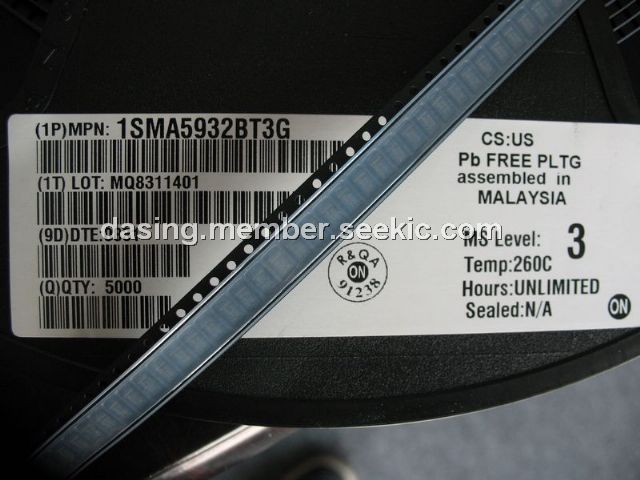 (1P)MPN: 1SMA5932BT3G
(1T) LOT: MQ8311401
(9D)DTE:
(Q)QTY: 5000
dasing.member.seekic.com
R & Q A
ON
91238
CS:US
Pb FREE PLTG
assembled in
MALAYSIA
MS Level: 3
Temp:260C
Hours:UNLIMITED
Sealed:N/A
ON